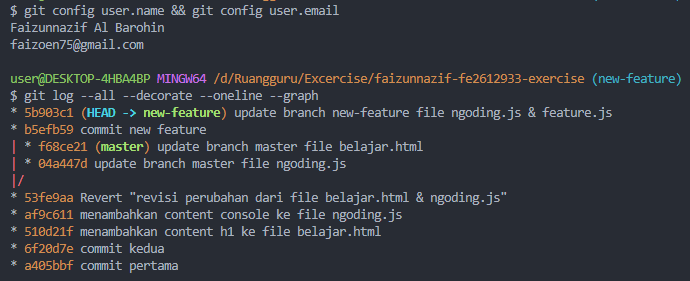 $ git config user.name && git config user.email
Faizunnazif Al Barohin
faizoen75@gmail.com
user@DESKTOP-4HBA4BP MINGW64 /d/Ruangguru/Excercise/faizunnazif-fe2612933-exercise (new-feature)
$ git log --all --decorate --oneline --graph
* 5b903c1 (HEAD -> new-feature) update branch new-feature file ngoding.js & feature.js
* b5efb59 commit new feature
| * f68ce21 (master) update branch master file belajar.html
| * 04a447d update branch master file ngoding.js
|/
* 53fe9aa Revert "revisi perubahan dari file belajar.html & ngoding.js"
* af9c611 menambahkan content console ke file ngoding.js
* 510d21f menambahkan content h1 ke file belajar.html
* 6f20d7e commit kedua
* a405bbf commit pertama